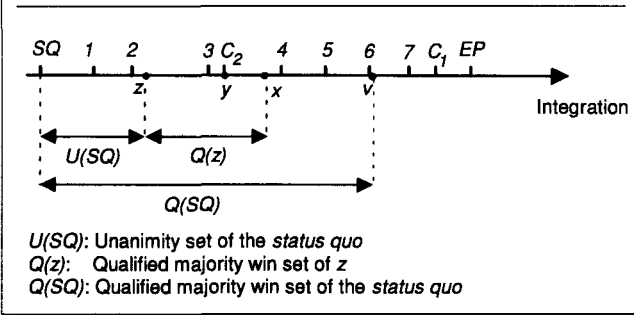 SQ 1 2 3 C2 4 5 6 7 C1 EP
z y x v
Integration
U(SQ) Q(z)
Q(SQ)
U(SQ): Unanimity set of the status quo
Q(z): Qualified majority win set of z
Q(SQ): Qualified majority win set of the status quo